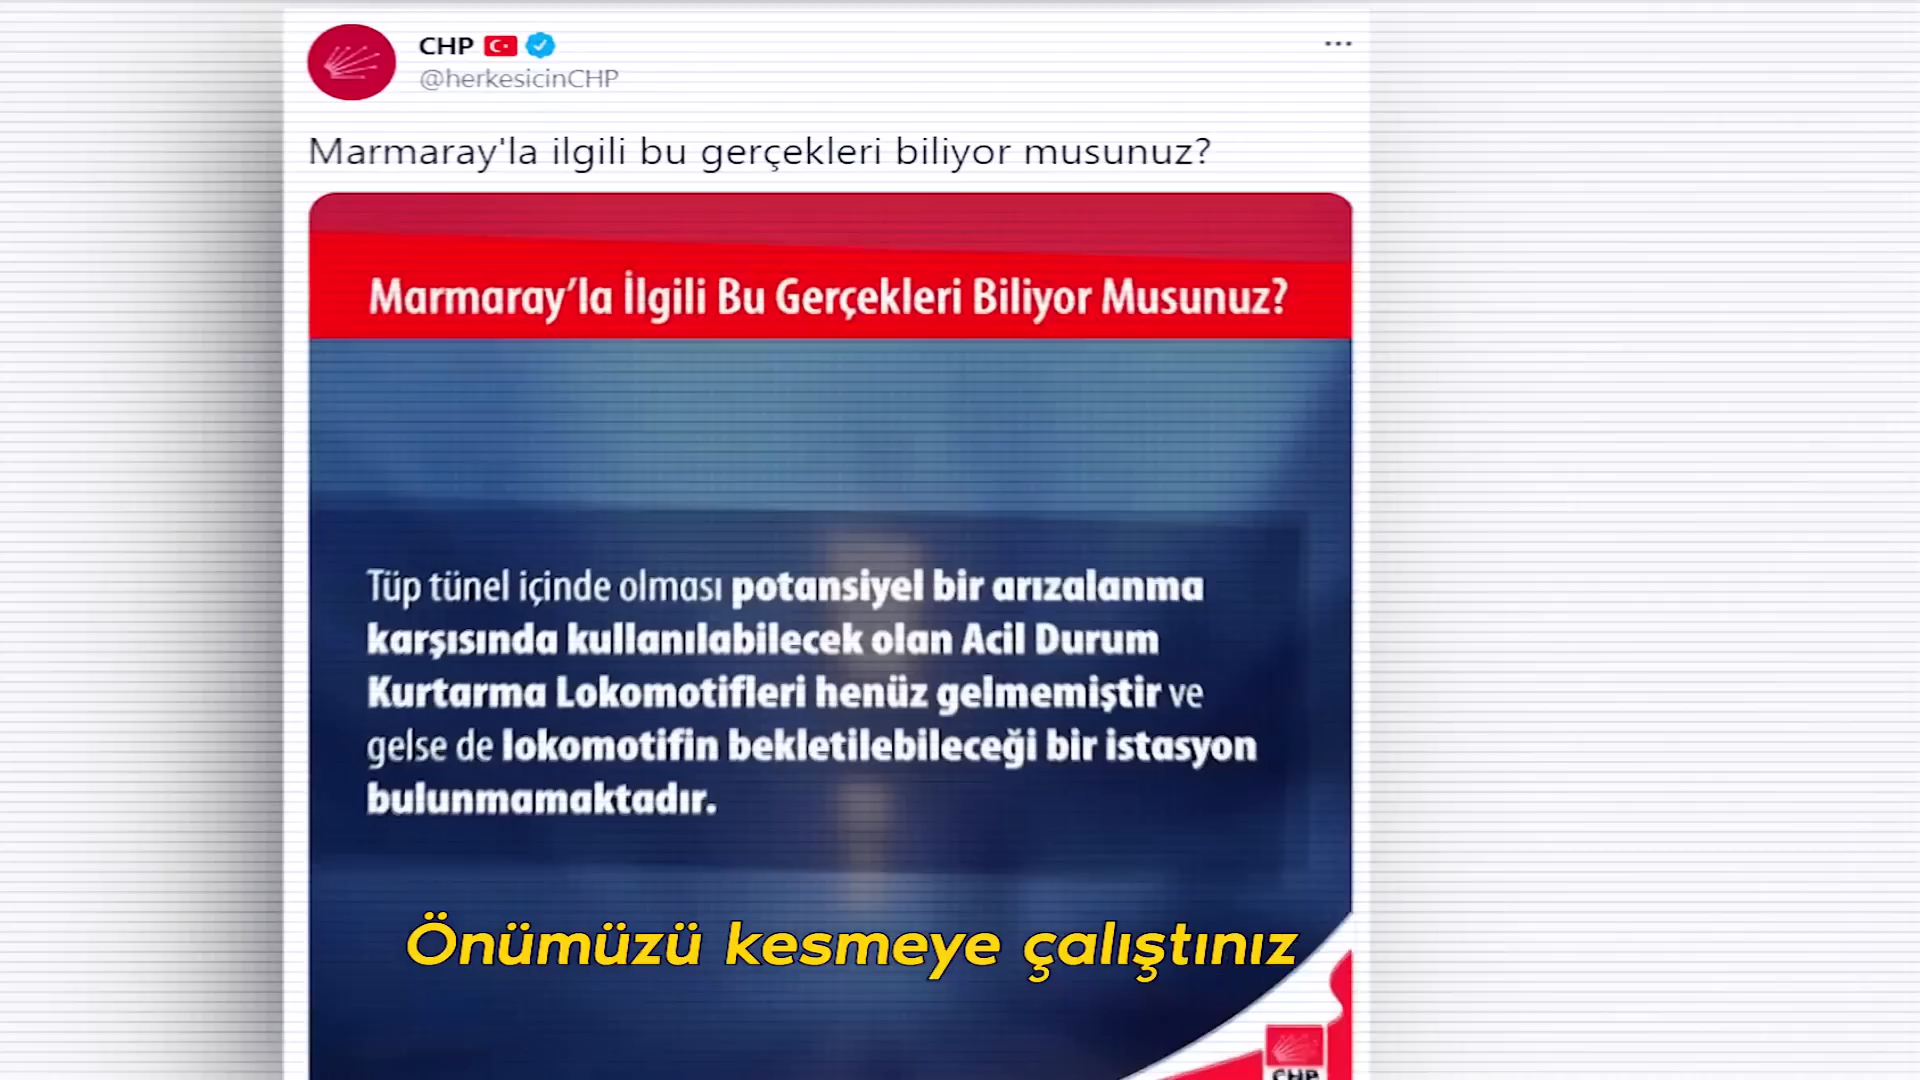 CHP
@herkesicinCHP
Marmaray'la ilgili bu gerçekleri biliyor musunuz?
Marmaray’la İlgili Bu Gerçekleri Biliyor Musunuz?
Tüp tünel içinde olması potansiyel bir arızalanma
karşısında kullanılabilecek olan Acil Durum
Kurtarma Lokomotifleri henüz gelmemiştir ve
gelse de lokomotifin bekletilebileceği bir istasyon
bulunmamaktadır.
Önümüzü kesmeye çalıştınız
CHP